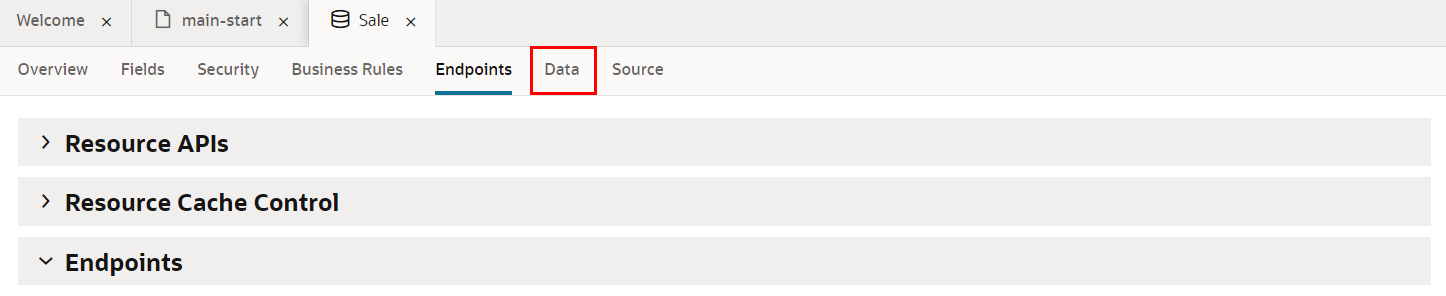 Welcome × main-start × Sale ×
Overview Fields Security Business Rules Endpoints Data Source
Resource APIs
Resource Cache Control
Endpoints